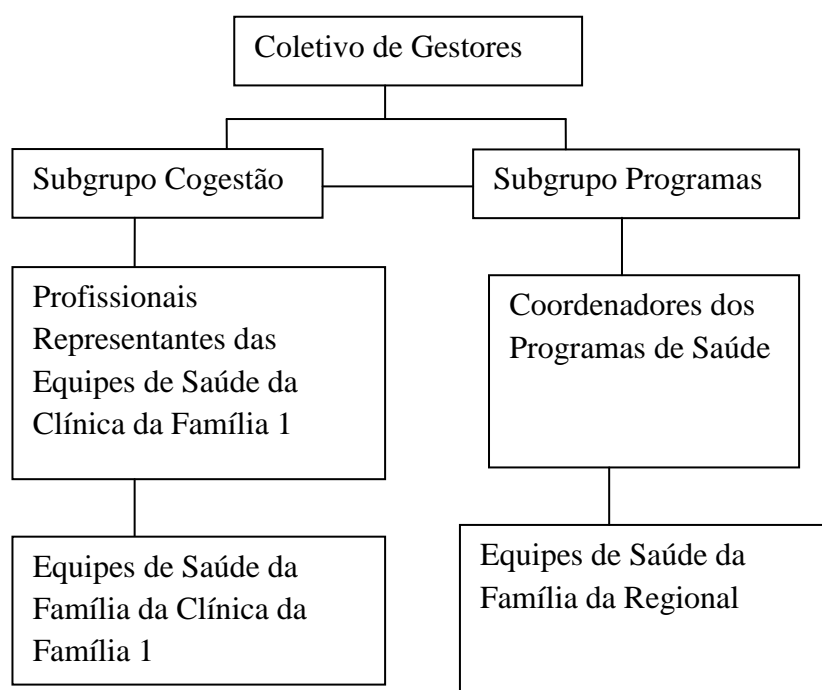 Coletivo de Gestores
Subgrupo Cogestão
Subgrupo Programas
Profissionais
Representantes das
Equipes de Saúde da
Clínica da Família 1
Coordenadores dos
Programas de Saúde
Equipes de Saúde da
Família da Clínica da
Família 1
Equipes de Saúde da
Família da Regional